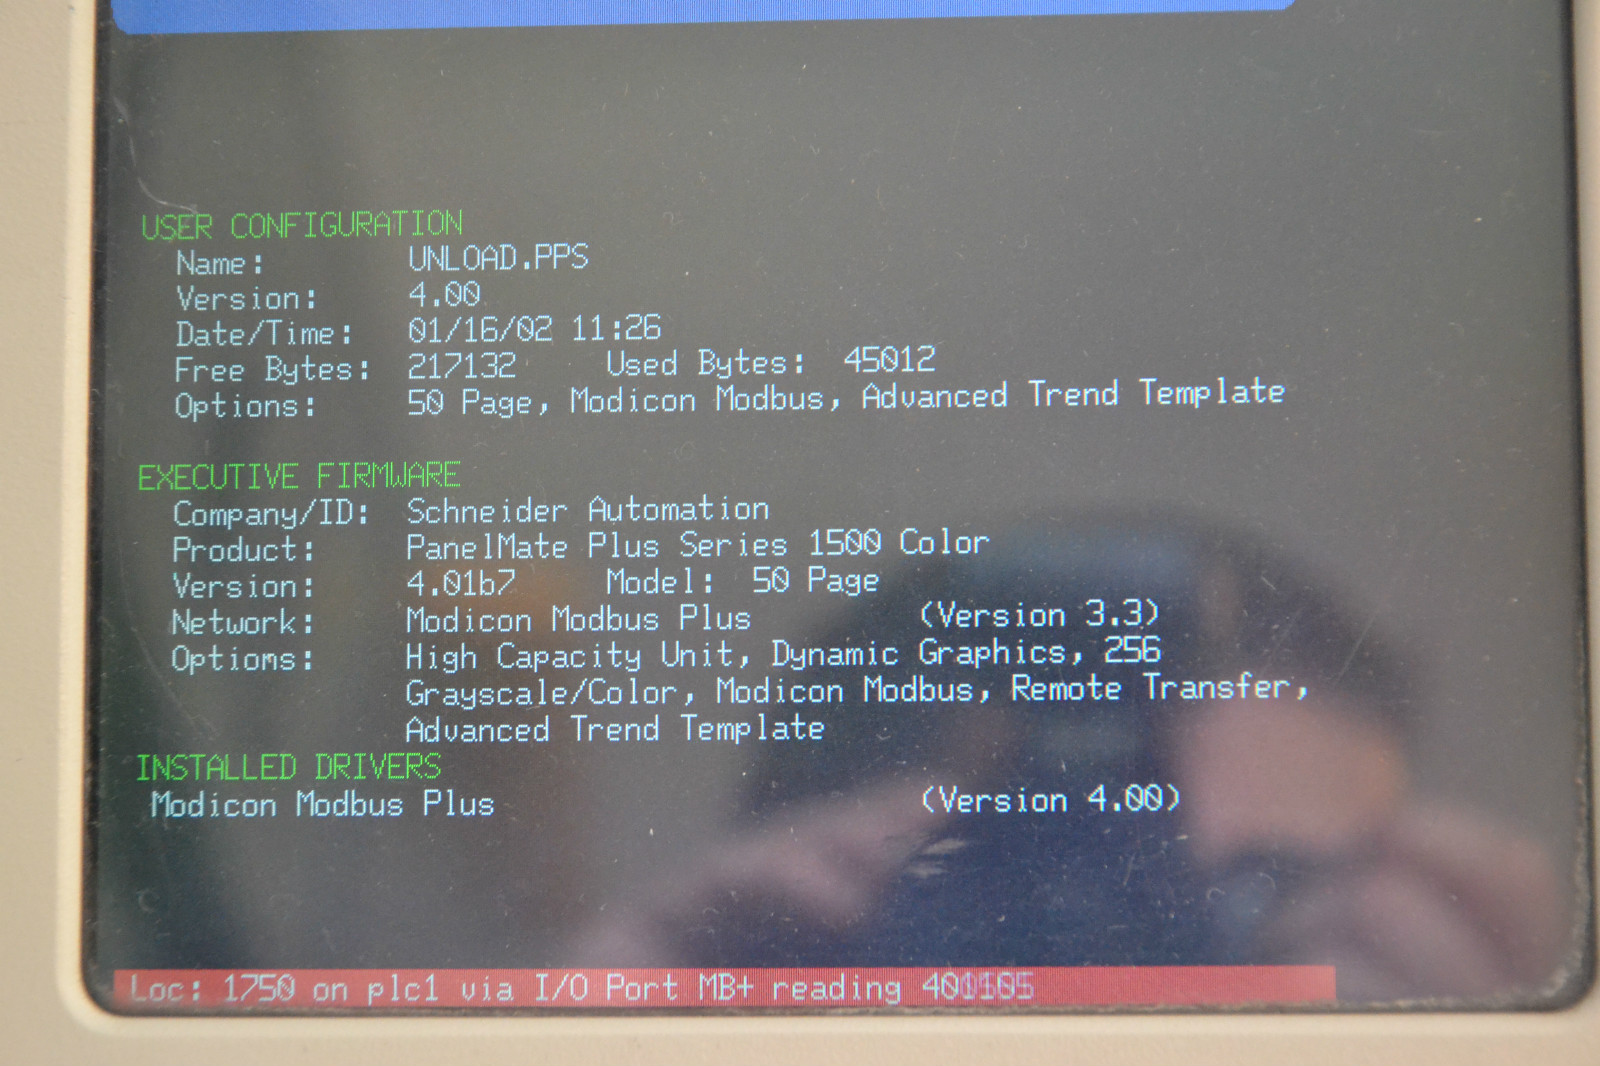 USER CONFIGURATION
Name: UNLOAD.PPS
Version: 4.00
Date/Time: 01/16/02 11:26
Free Bytes: 217132 Used Bytes: 45012
Options: 50 Page, Modicon Modbus, Advanced Trend Template
EXECUTIVE FIRMWARE
Company/ID: Schneider Automation
Product: PanelMate Plus Series 1500 Color
Version: 4.01b7 Model: 50 Page
Network: Modicon Modbus Plus (Version 3.3)
Options: High Capacity Unit, Dynamic Graphics, 256
Grayscale/Color, Modicon Modbus, Remote Transfer,
Advanced Trend Template
INSTALLED DRIVERS
Modicon Modbus Plus (Version 4.00)
Loc: 1750 on plc1 via I/O Port MB+ reading